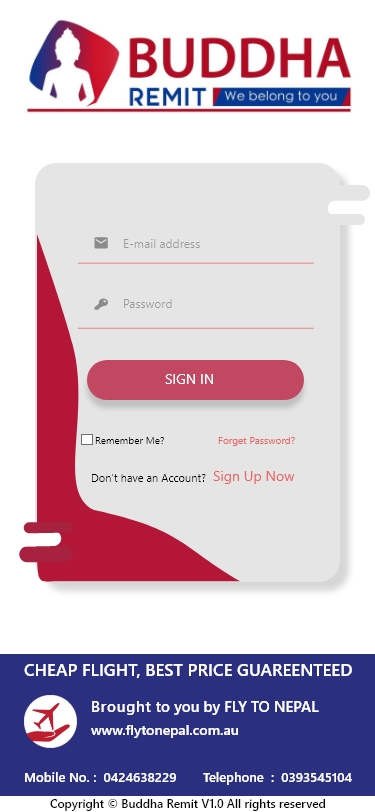 BUDDHA
REMIT We belong to you
E-mail address
Password
SIGN IN
Remember Me? Forget Password?
Don't have an Account? Sign Up Now
CHEAP FLIGHT, BEST PRICE GUAREENTEED
Brought to you by FLY TO NEPAL
www.flytonepal.com.au
Mobile No. : 0424638229 Telephone : 0393545104
Copyright © Buddha Remit V1.0 All rights reserved